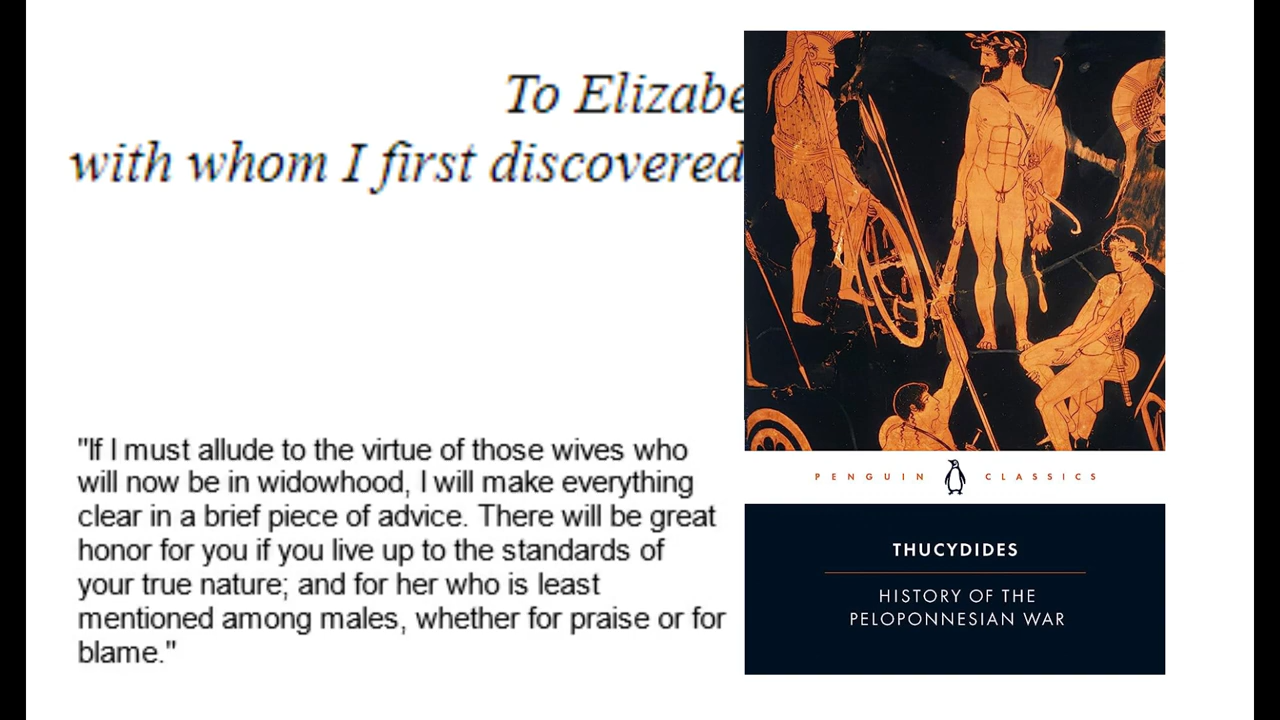 To Elizabe
with whom I first discovered
"If I must allude to the virtue of those wives who
will now be in widowhood, I will make everything
clear in a brief piece of advice. There will be great
honor for you if you live up to the standards of
your true nature; and for her who is least
mentioned among males, whether for praise or for
blame."
PENGUIN CLASSICS
THUCYDIDES
HISTORY OF THE
PELOPONNESIAN WAR